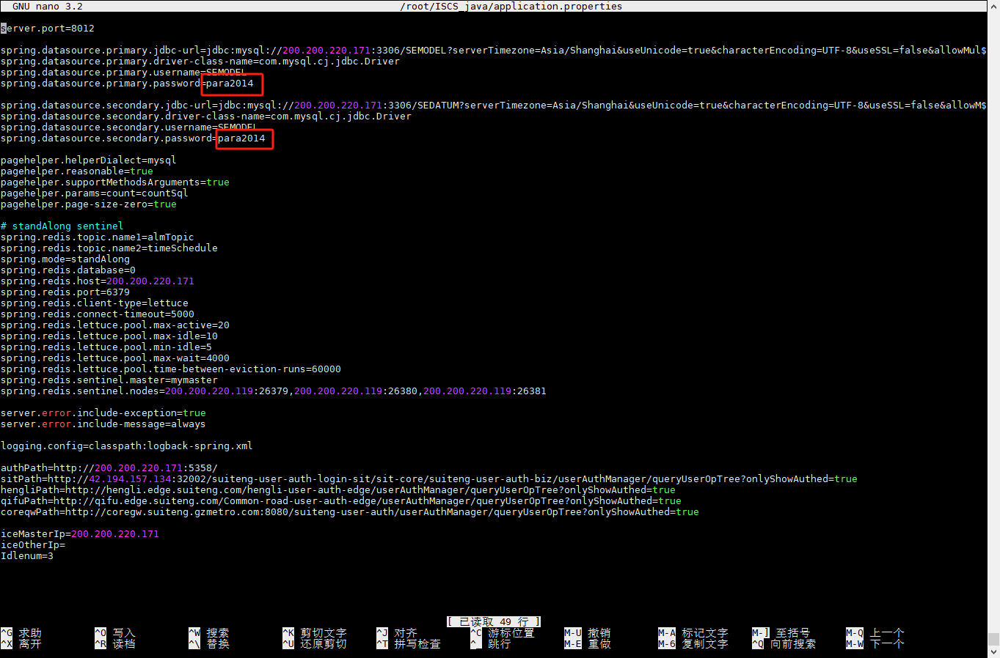 GNU nano 3.2 /root/ISCS_java/application.properties
server.port=8012
spring.datasource.primary.jdbc-url=jdbc:mysql://200.200.220.171:3306/SEMODEL?serverTimezone=Asia/Shanghai&useUnicode=true&characterEncoding=UTF-8&useSSL=false&allowMul$
spring.datasource.primary.driver-class-name=com.mysql.cj.jdbc.Driver
spring.datasource.primary.username=SEMODEL
spring.datasource.primary.password=para2014
spring.datasource.secondary.jdbc-url=jdbc:mysql://200.200.220.171:3306/SEDATUM?serverTimezone=Asia/Shanghai&useUnicode=true&characterEncoding=UTF-8&useSSL=false&allowM$
spring.datasource.secondary.driver-class-name=com.mysql.cj.jdbc.Driver
spring.datasource.secondary.username=SEMODEL
spring.datasource.secondary.password=para2014
pagehelper.helperDialect=mysql
pagehelper.reasonable=true
pagehelper.supportMethodsArguments=true
pagehelper.params=count=countSql
pagehelper.page-size-zero=true
# standAlong sentinel
spring.redis.topic.name1=almTopic
spring.redis.topic.name2=timeSchedule
spring.mode=standAlong
spring.redis.database=0
spring.redis.host=200.200.220.171
spring.redis.port=6379
spring.redis.client-type=lettuce
spring.redis.connect-timeout=5000
spring.redis.lettuce.pool.max-active=20
spring.redis.lettuce.pool.max-idle=10
spring.redis.lettuce.pool.min-idle=5
spring.redis.lettuce.pool.max-wait=4000
spring.redis.lettuce.pool.time-between-eviction-runs=60000
spring.redis.sentinel.master=mymaster
spring.redis.sentinel.nodes=200.200.220.119:26379,200.200.220.119:26380,200.200.220.119:26381
server.error.include-exception=true
server.error.include-message=always
logging.config=classpath:logback-spring.xml
authPath=http://200.200.220.171:5358/
sitPath=http://42.194.157.134:32002/suiteng-user-auth-login-sit/sit-core/suiteng-user-auth-biz/userAuthManager/queryUserOpTree?onlyShowAuthed=true
hengliPath=http://hengli.edge.suiteng.com/hengli-user-auth-edge/userAuthManager/queryUserOpTree?onlyShowAuthed=true
qifuPath=http://qifu.edge.suiteng.com/Common-road-user-auth-edge/userAuthManager/queryUserOpTree?onlyShowAuthed=true
coreqwPath=http://coregw.suiteng.gzmetro.com:8080/suiteng-user-auth/userAuthManager/queryUserOpTree?onlyShowAuthed=true
iceMasterIp=200.200.220.171
iceOtherIp=
Idlenum=3
[ 已读取 49 行 ]
^G 求助 ^O 写入 ^W 搜索 ^K 剪切文字 ^J 对齐 ^C 游标位置 M-U 撤销 M-A 标记文字 M-] 至括号 M-Q 上一个
^X 离开 ^R 读档 ^\ 替换 ^U 还原剪切 ^T 拼写检查 ^_ 跳行 M-E 重做 M-6 复制文字 ^Q 向前搜索 M-W 下一个